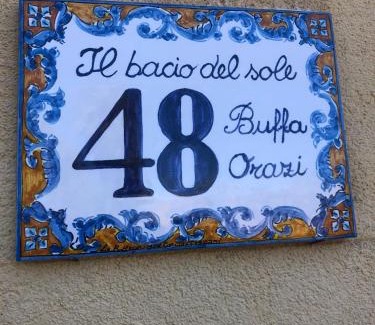 Il bacio del sole
48
Buffa
Orazi